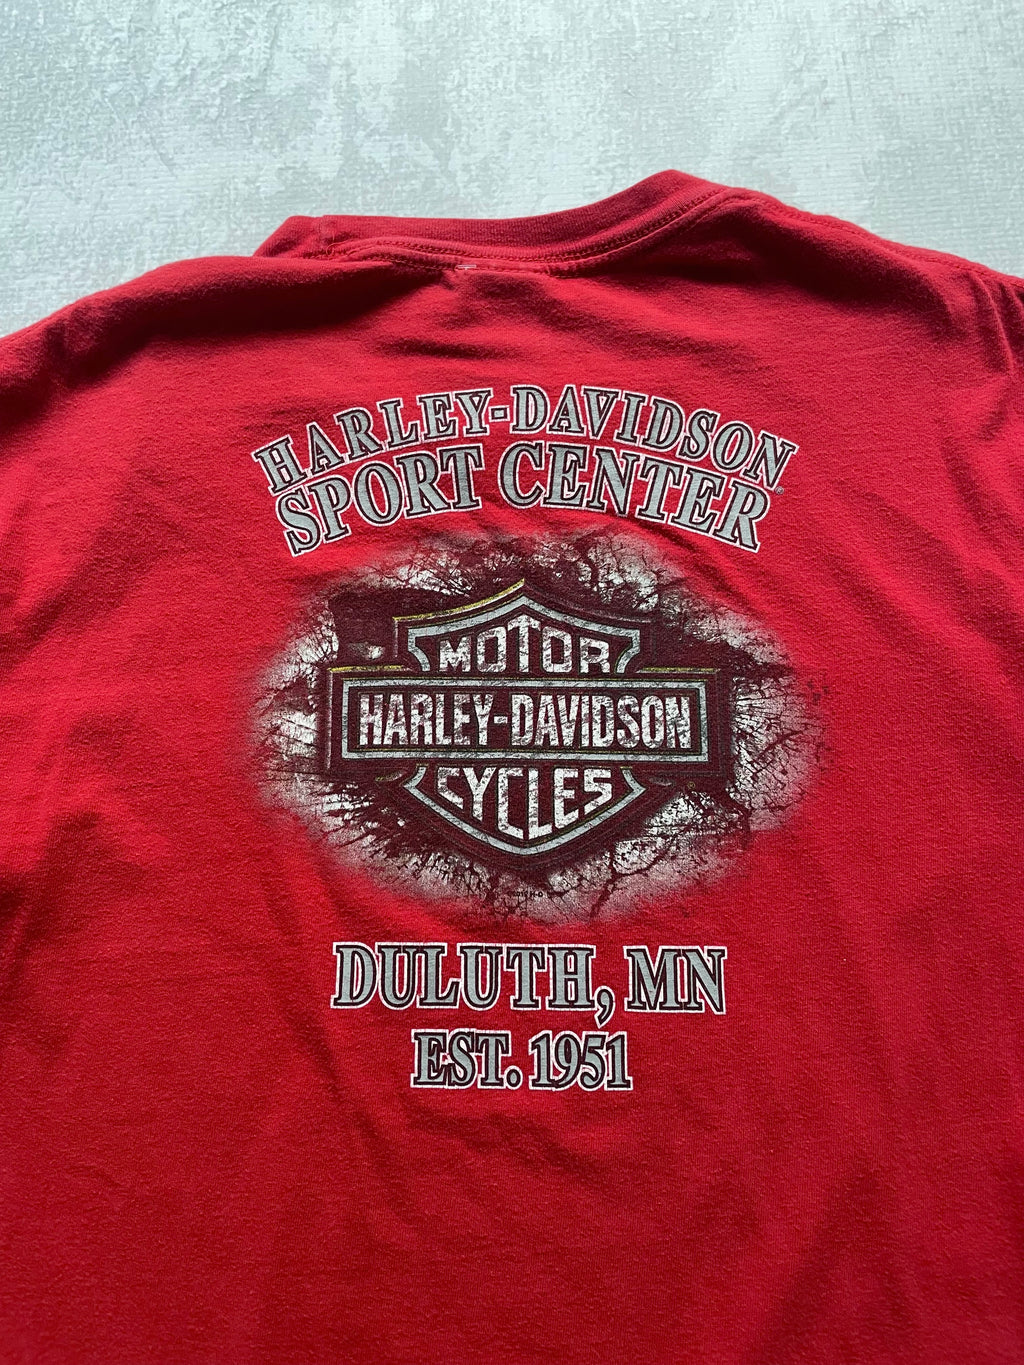 HARLEY-DAVIDSON®
SPORT CENTER
MOTOR
HARLEY-DAVIDSON
CYCLES
DULUTH, MN
EST. 1951